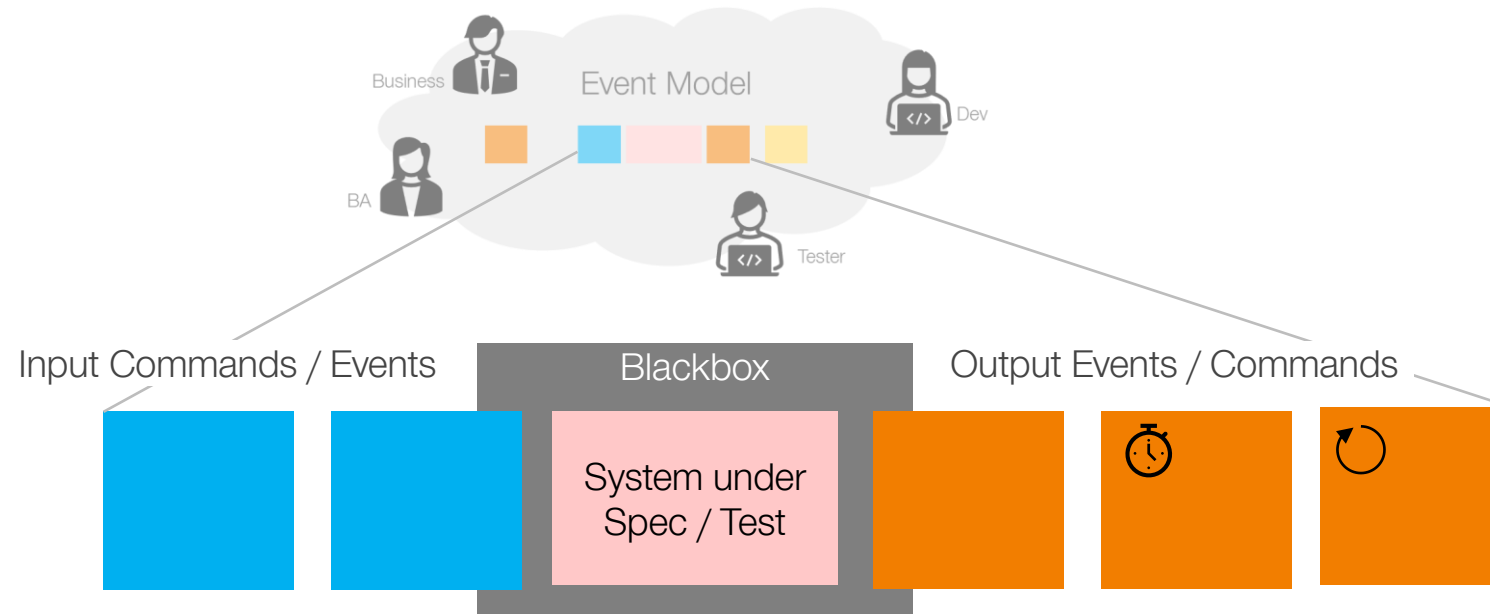 Business
Event Model
Dev
</>
BA
Tester
</>
Input Commands / Events
Blackbox
Output Events / Commands
System under
Spec / Test